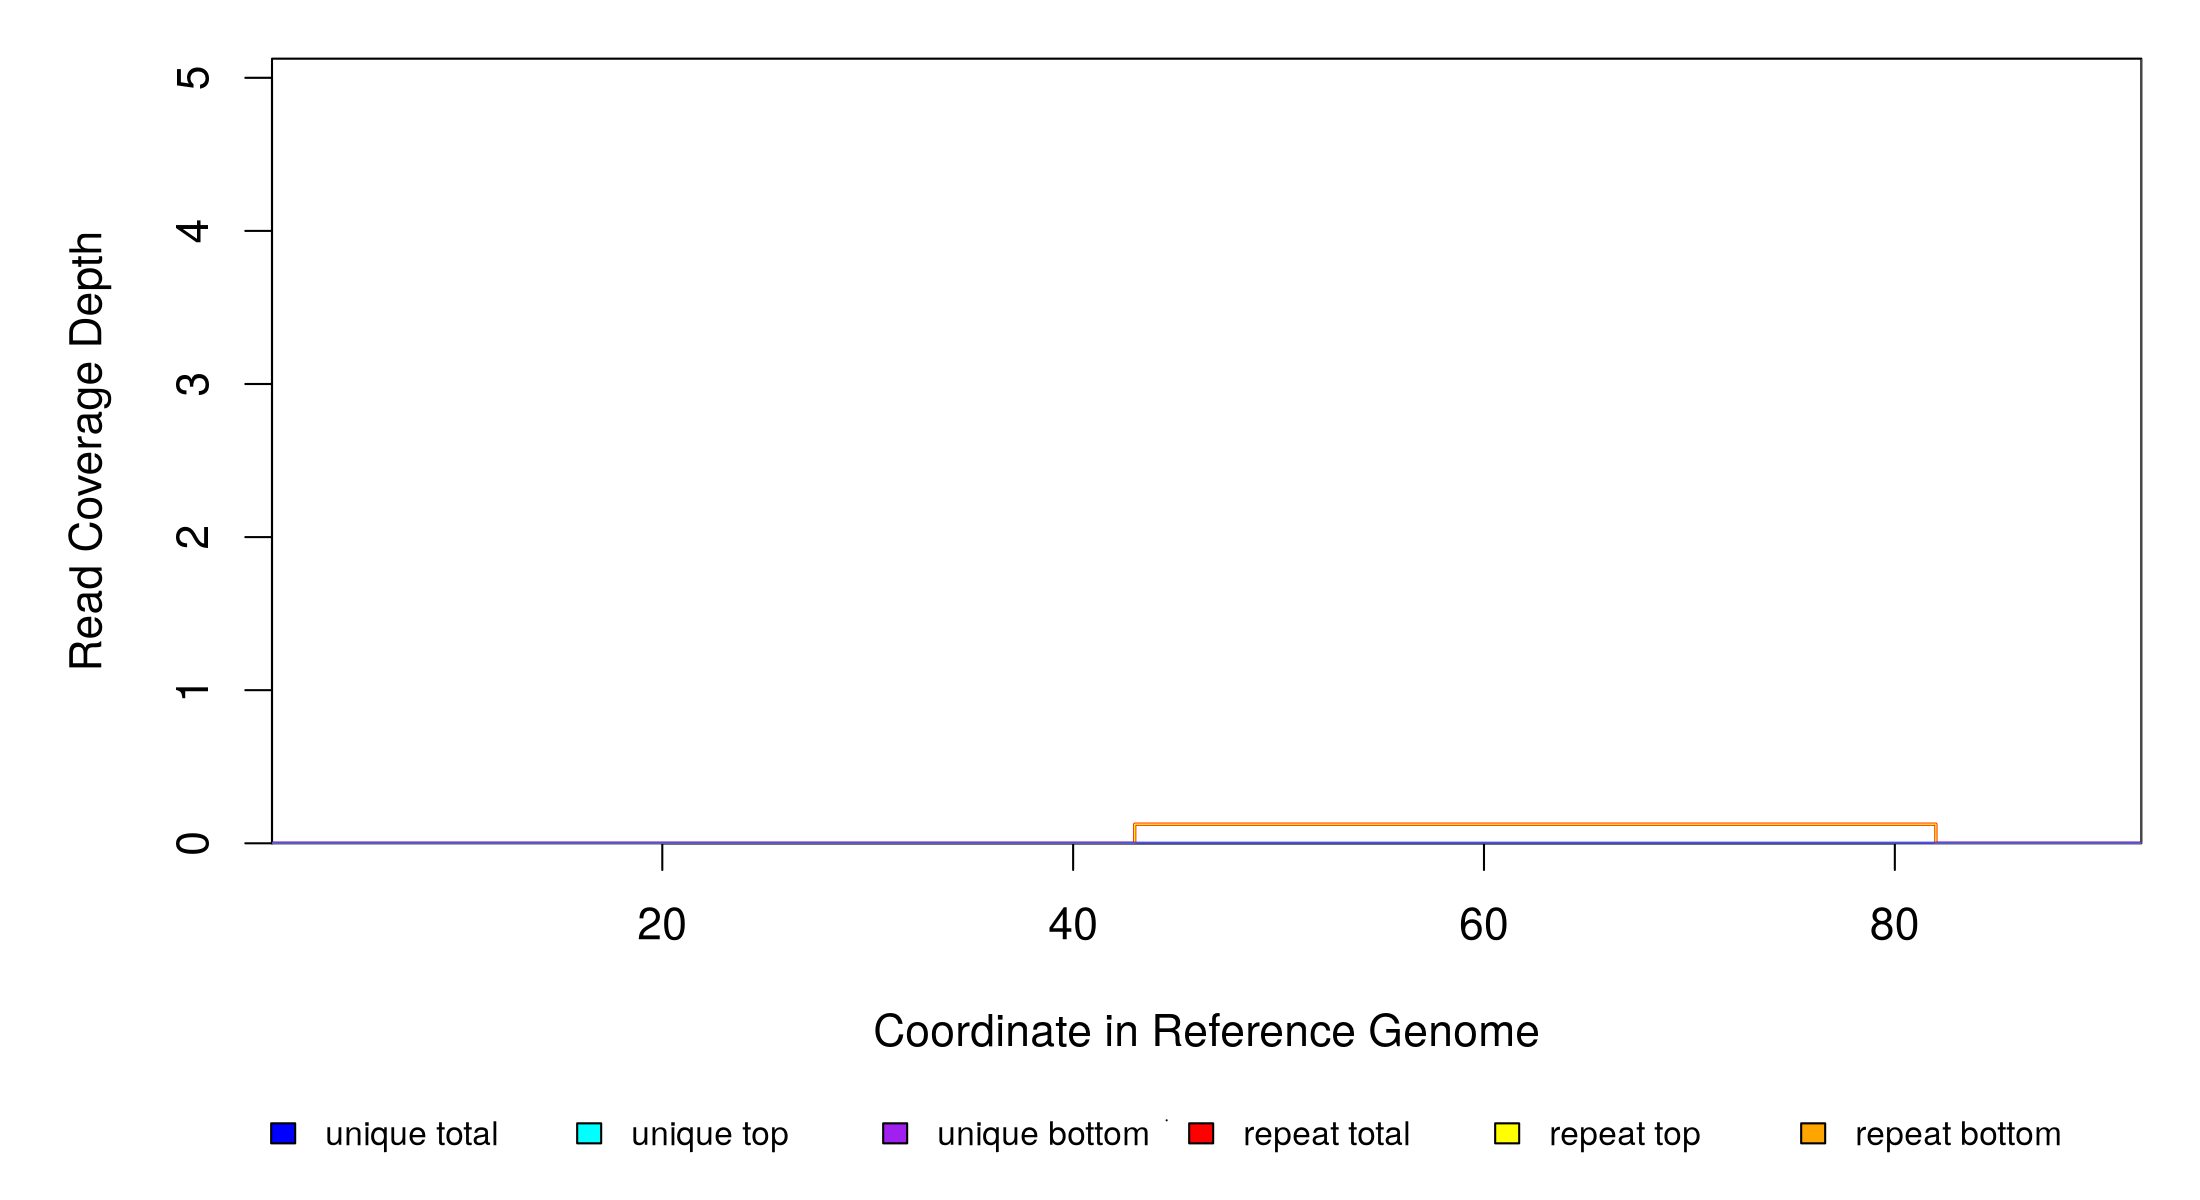 Read Coverage Depth
5
4
3
2
1
0
20 40 60 80
Coordinate in Reference Genome
unique total unique top unique bottom repeat total repeat top repeat bottom